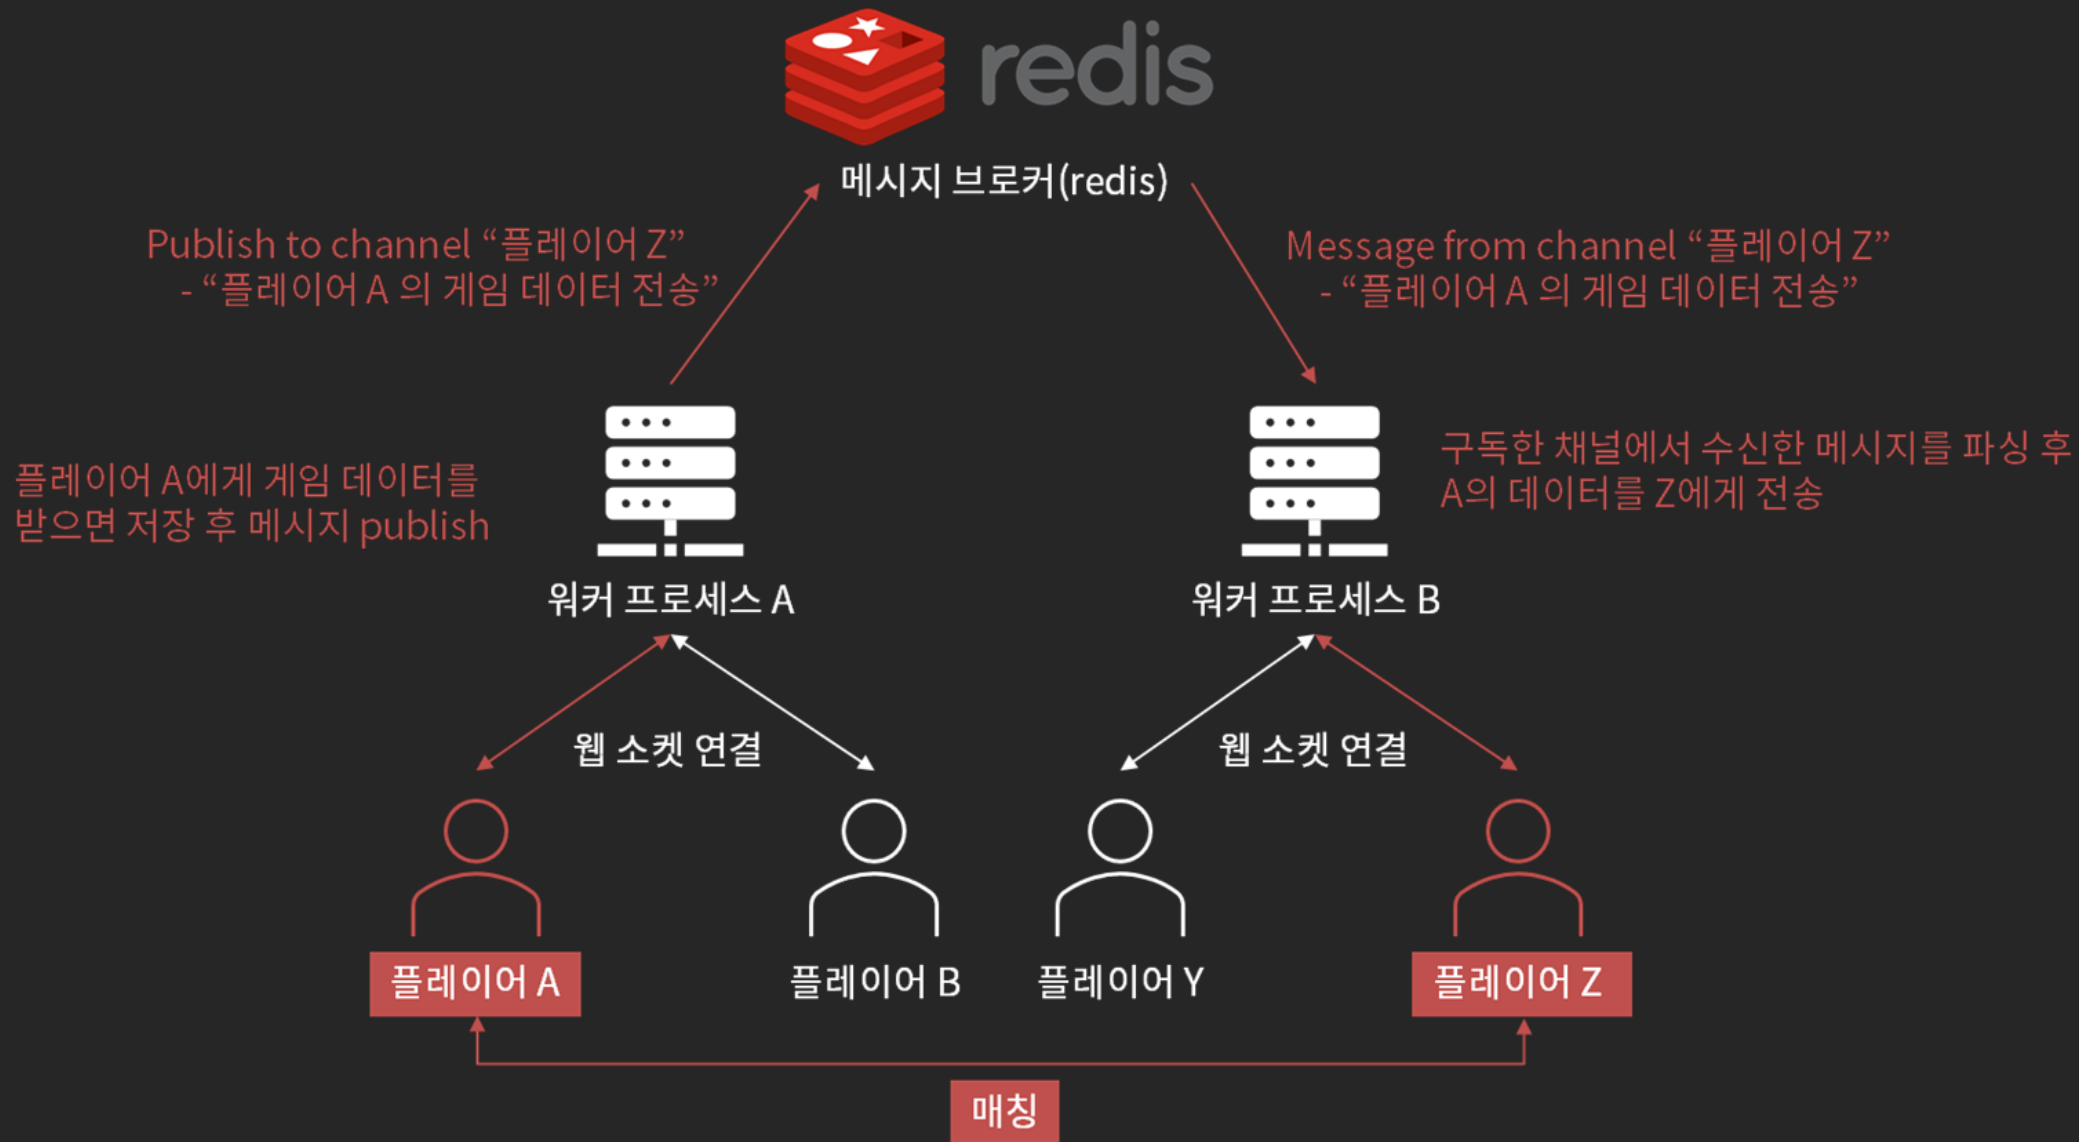 redis
메시지 브로커(redis)
Publish to channel “플레이어 Z”
- “플레이어 A 의 게임 데이터 전송”
Message from channel “플레이어 Z”
- “플레이어 A 의 게임 데이터 전송”
플레이어 A에게 게임 데이터를
받으면 저장 후 메시지 publish
구독한 채널에서 수신한 메시지를 파싱 후
A의 데이터를 Z에게 전송
워커 프로세스 A
워커 프로세스 B
웹 소켓 연결
웹 소켓 연결
플레이어 A
플레이어 B
플레이어 Y
플레이어 Z
매칭